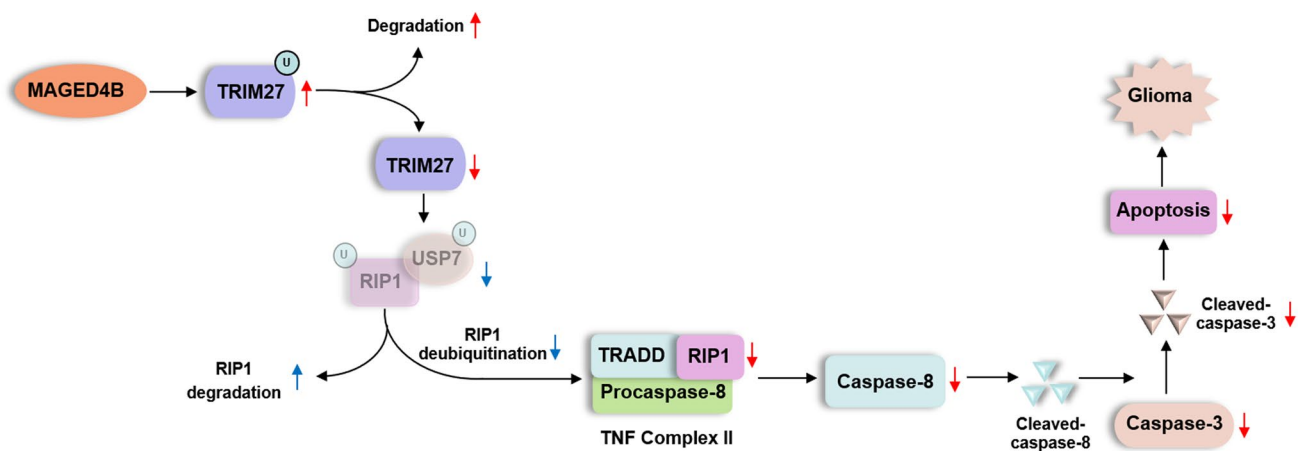 Degradation
U
MAGED4B
TRIM27
Glioma
TRIM27
Apoptosis
U
U
USP7
RIP1
Cleaved-
caspase-3
RIP1
deubiquitination
RIP1
degradation
TRADD
RIP1
Procaspase-8
TNF Complex II
Caspase-8
Cleaved-
caspase-8
Caspase-3